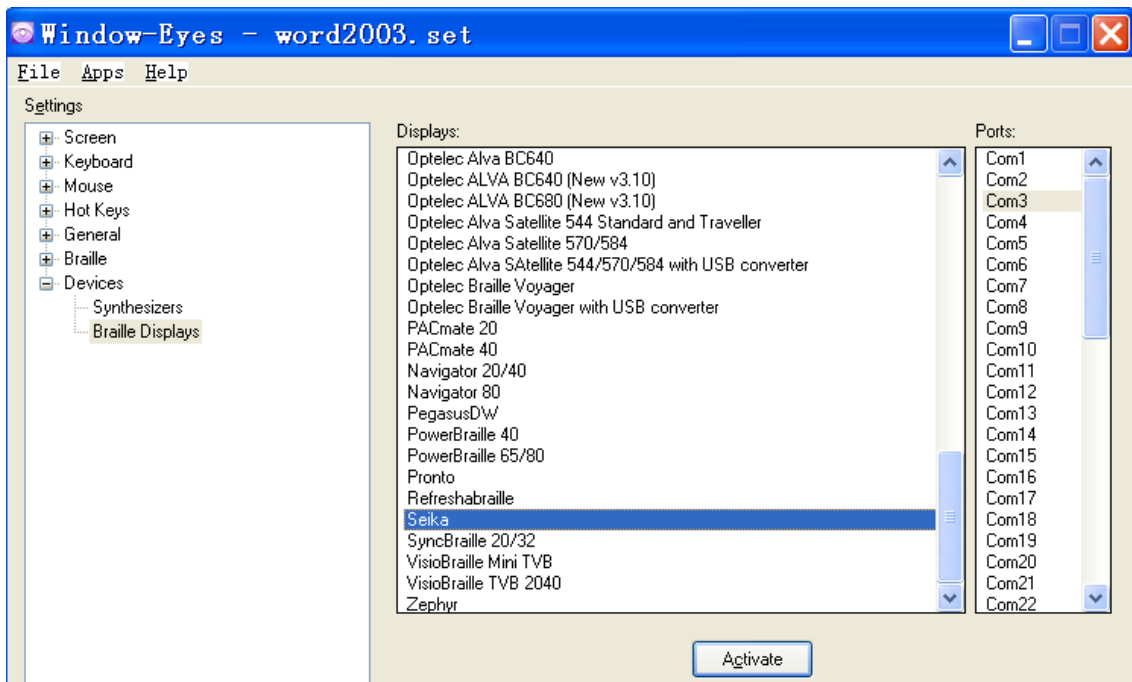 Window-Eyes - word2003.set
File Apps Help
Settings
Screen
Keyboard
Mouse
Hot Keys
General
Braille
Devices
Synthesizers
Braille Displays
Displays:
Optelec Alva BC640
Optelec ALVA BC640 (New v3.10)
Optelec ALVA BC680 (New v3.10)
Optelec Alva Satellite 544 Standard and Traveller
Optelec Alva Satellite 570/584
Optelec Alva SAtellite 544/570/584 with USB converter
Optelec Braille Voyager
Optelec Braille Voyager with USB converter
PACmate 20
PACmate 40
Navigator 20/40
Navigator 80
PegasusDW
PowerBraille 40
PowerBraille 65/80
Pronto
Refreshabraille
Seika
SyncBraille 20/32
VisioBraille Mini TVB
VisioBraille TVB 2040
Zephyr
Ports:
Com1
Com2
Com3
Com4
Com5
Com6
Com7
Com8
Com9
Com10
Com11
Com12
Com13
Com14
Com15
Com16
Com17
Com18
Com19
Com20
Com21
Com22
Activate